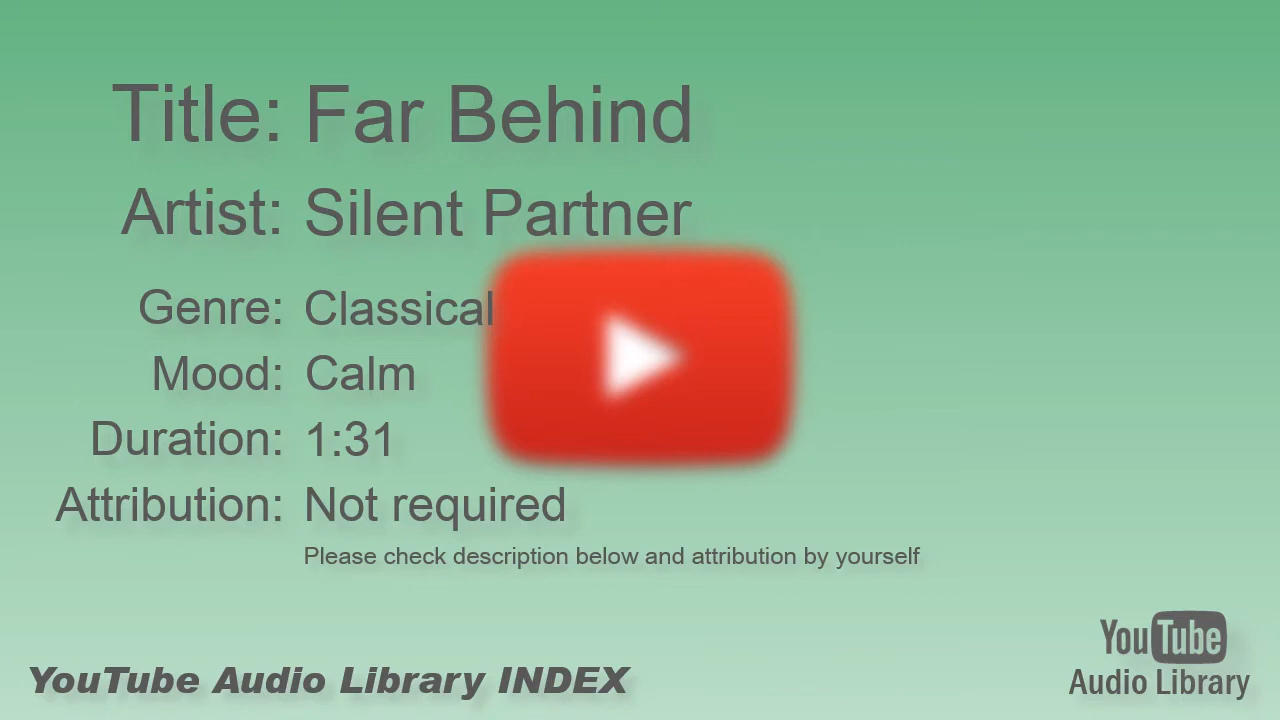 Title: Far Behind
Artist: Silent Partner
Genre: Classical
Mood: Calm
Duration: 1:31
Attribution: Not required
Please check description below and attribution by yourself
YouTube Audio Library INDEX
YouTube
Audio Library